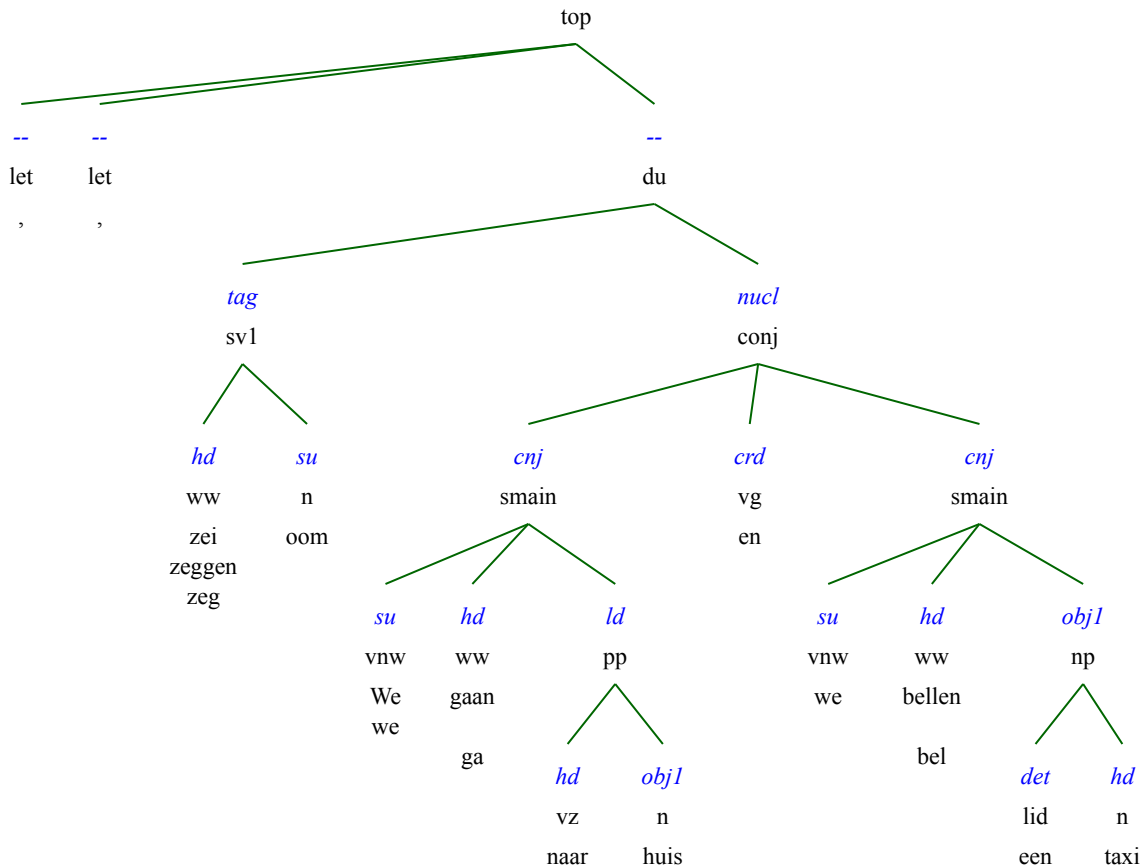 top
-- -- --
let let du
, ,
tag nucl
sv1 conj
hd su cnj crd cnj
ww n smain vg smain
zei oom en
zeggen
zeg
su hd ld su hd obj1
vnw ww pp vnw ww np
We gaan we bellen
we
ga bel
hd obj1 det hd
vz n lid n
naar huis een taxi